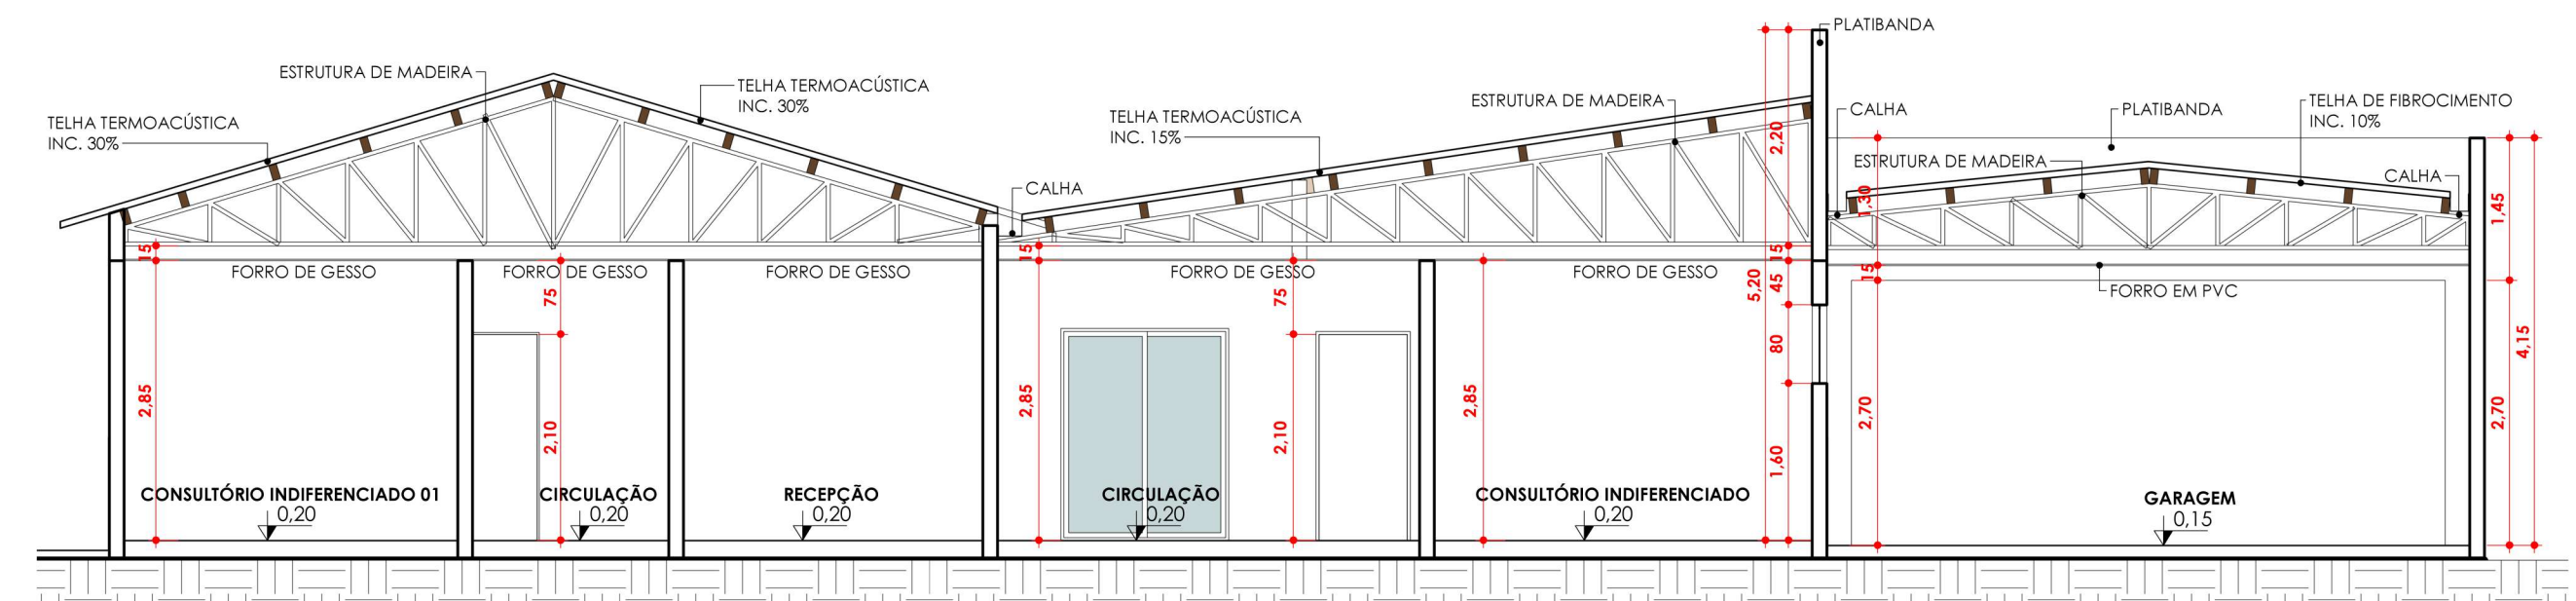 PLATIBANDA
ESTRUTURA DE MADEIRA
TELHA TERMOACÚSTICA
INC. 30%
TELHA TERMOACÚSTICA
INC. 30%
TELHA TERMOACÚSTICA
INC. 15%
ESTRUTURA DE MADEIRA
CALHA
PLATIBANDA
TELHA DE FIBROCIMENTO
INC. 10%
ESTRUTURA DE MADEIRA
CALHA
CALHA
2,20
1,30
1,45
15
15
15
15
FORRO DE GESSO
FORRO DE GESSO
FORRO DE GESSO
FORRO DE GESSO
FORRO DE GESSO
FORRO EM PVC
75
75
5,20
45
80
4,15
2,85
2,10
2,85
2,10
2,85
1,60
2,70
2,70
CONSULTÓRIO INDIFERENCIADO 01
0,20
CIRCULAÇÃO
0,20
RECEPÇÃO
0,20
CIRCULAÇÃO
0,20
CONSULTÓRIO INDIFERENCIADO
0,20
GARAGEM
0,15